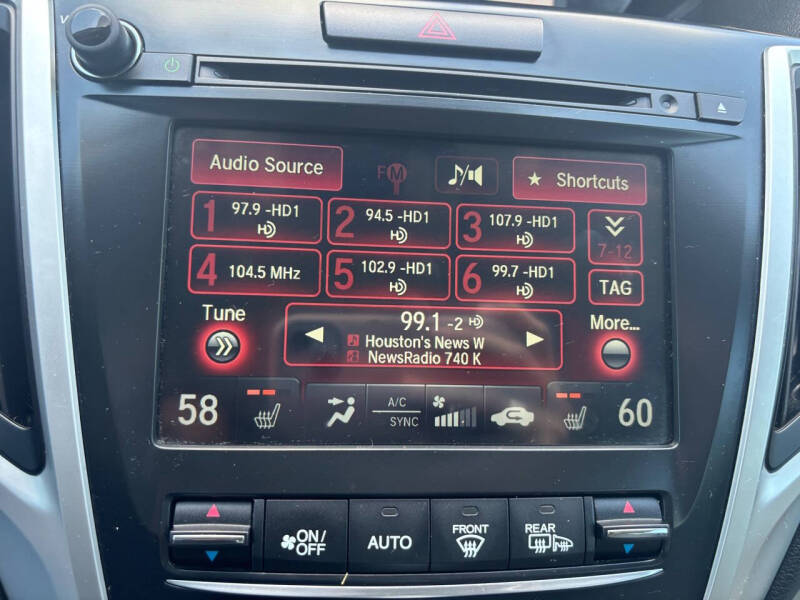 V
Audio Source
FM
Shortcuts
1 97.9 -HD1
2 94.5 -HD1
3 107.9 -HD1
7-12
4 104.5 MHz
5 102.9 -HD1
6 99.7 -HD1
TAG
Tune
99.1 -2
Houston's News W
NewsRadio 740 K
More...
58
A/C
SYNC
60
ON/
OFF
AUTO
FRONT
REAR